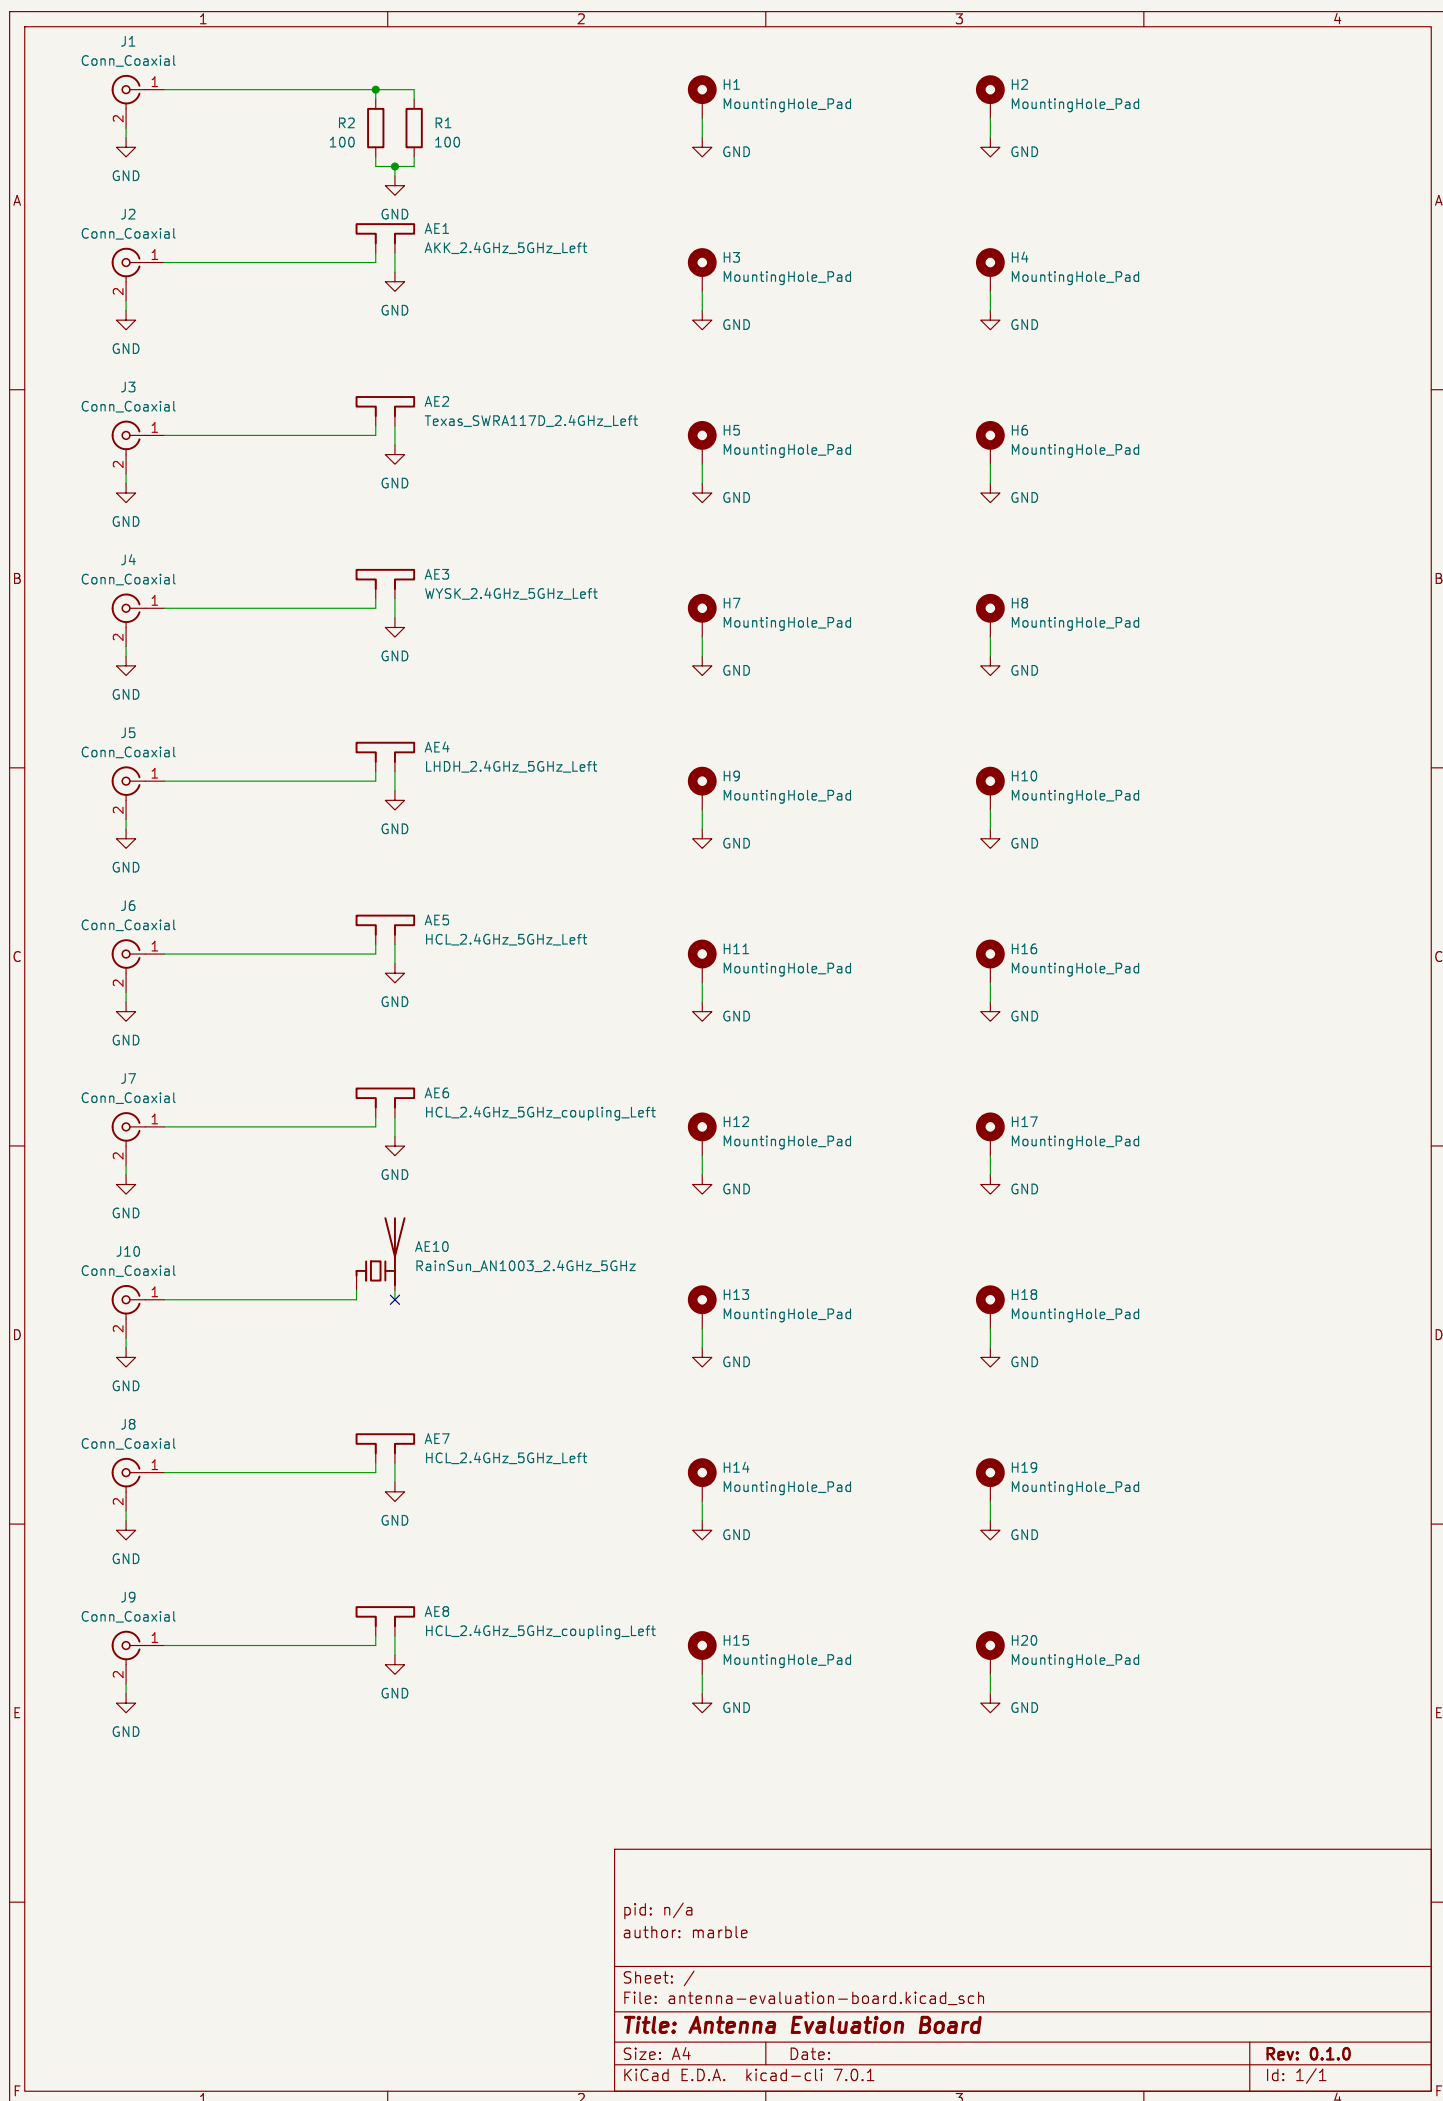 1 2 3 4
J1
Conn_Coaxial
1
2
GND
R2
100
R1
100
GND
H1
MountingHole_Pad
GND
H2
MountingHole_Pad
GND
A A
J2
Conn_Coaxial
1
2
GND
AE1
AKK_2.4GHz_5GHz_Left
GND
H3
MountingHole_Pad
GND
H4
MountingHole_Pad
GND
J3
Conn_Coaxial
1
2
GND
AE2
Texas_SWRA117D_2.4GHz_Left
GND
H5
MountingHole_Pad
GND
H6
MountingHole_Pad
GND
B B
J4
Conn_Coaxial
1
2
GND
AE3
WYSK_2.4GHz_5GHz_Left
GND
H7
MountingHole_Pad
GND
H8
MountingHole_Pad
GND
J5
Conn_Coaxial
1
2
GND
AE4
LHDH_2.4GHz_5GHz_Left
GND
H9
MountingHole_Pad
GND
H10
MountingHole_Pad
GND
C C
J6
Conn_Coaxial
1
2
GND
AE5
HCL_2.4GHz_5GHz_Left
GND
H11
MountingHole_Pad
GND
H16
MountingHole_Pad
GND
J7
Conn_Coaxial
1
2
GND
AE6
HCL_2.4GHz_5GHz_coupling_Left
GND
H12
MountingHole_Pad
GND
H17
MountingHole_Pad
GND
D D
J10
Conn_Coaxial
1
2
GND
AE10
RainSun_AN1003_2.4GHz_5GHz
H13
MountingHole_Pad
GND
H18
MountingHole_Pad
GND
J8
Conn_Coaxial
1
2
GND
AE7
HCL_2.4GHz_5GHz_Left
GND
H14
MountingHole_Pad
GND
H19
MountingHole_Pad
GND
J9
Conn_Coaxial
1
2
GND
AE8
HCL_2.4GHz_5GHz_coupling_Left
GND
H15
MountingHole_Pad
GND
H20
MountingHole_Pad
GND
E E
pid: n/a
author: marble
Sheet: /
File: antenna-evaluation-board.kicad_sch
Title: Antenna Evaluation Board
Size: A4 Date: Rev: 0.1.0
KiCad E.D.A. kicad-cli 7.0.1 Id: 1/1
F F
1 2 3 4